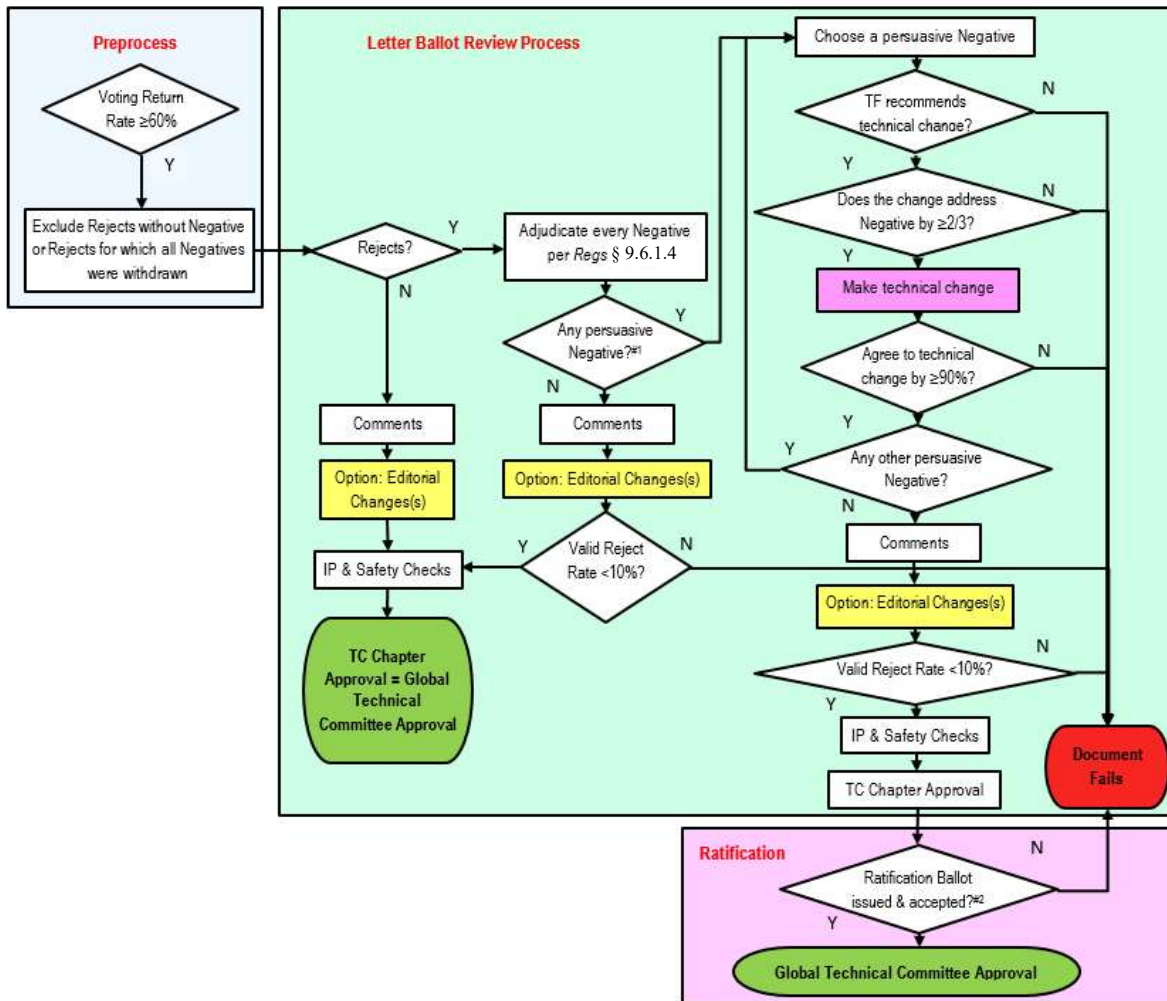 Preprocess
Voting Return
Rate ≥60%
Y
Exclude Rejects without Negative
or Rejects for which all Negatives
were withdrawn
Letter Ballot Review Process
Rejects?
Y
N
Adjudicate every Negative
per Regs § 9.6.1.4
Any persuasive
Negative?#1
Y
N
Comments
Option: Editorial
Changes(s)
IP & Safety Checks
TC Chapter
Approval = Global
Technical
Committee Approval
Comments
Option: Editorial Changes(s)
Valid Reject
Rate <10%?
Y
N
Choose a persuasive Negative
TF recommends
technical change?
N
Y
Does the change address
Negative by ≥2/3?
N
Y
Make technical change
Agree to technical
change by ≥90%?
N
Y
Any other persuasive
Negative?
Y
N
Comments
Option: Editorial Changes(s)
Valid Reject Rate <10%?
N
Y
IP & Safety Checks
TC Chapter Approval
Document
Fails
Ratification
Ratification Ballot
issued & accepted?#2
N
Y
Global Technical Committee Approval